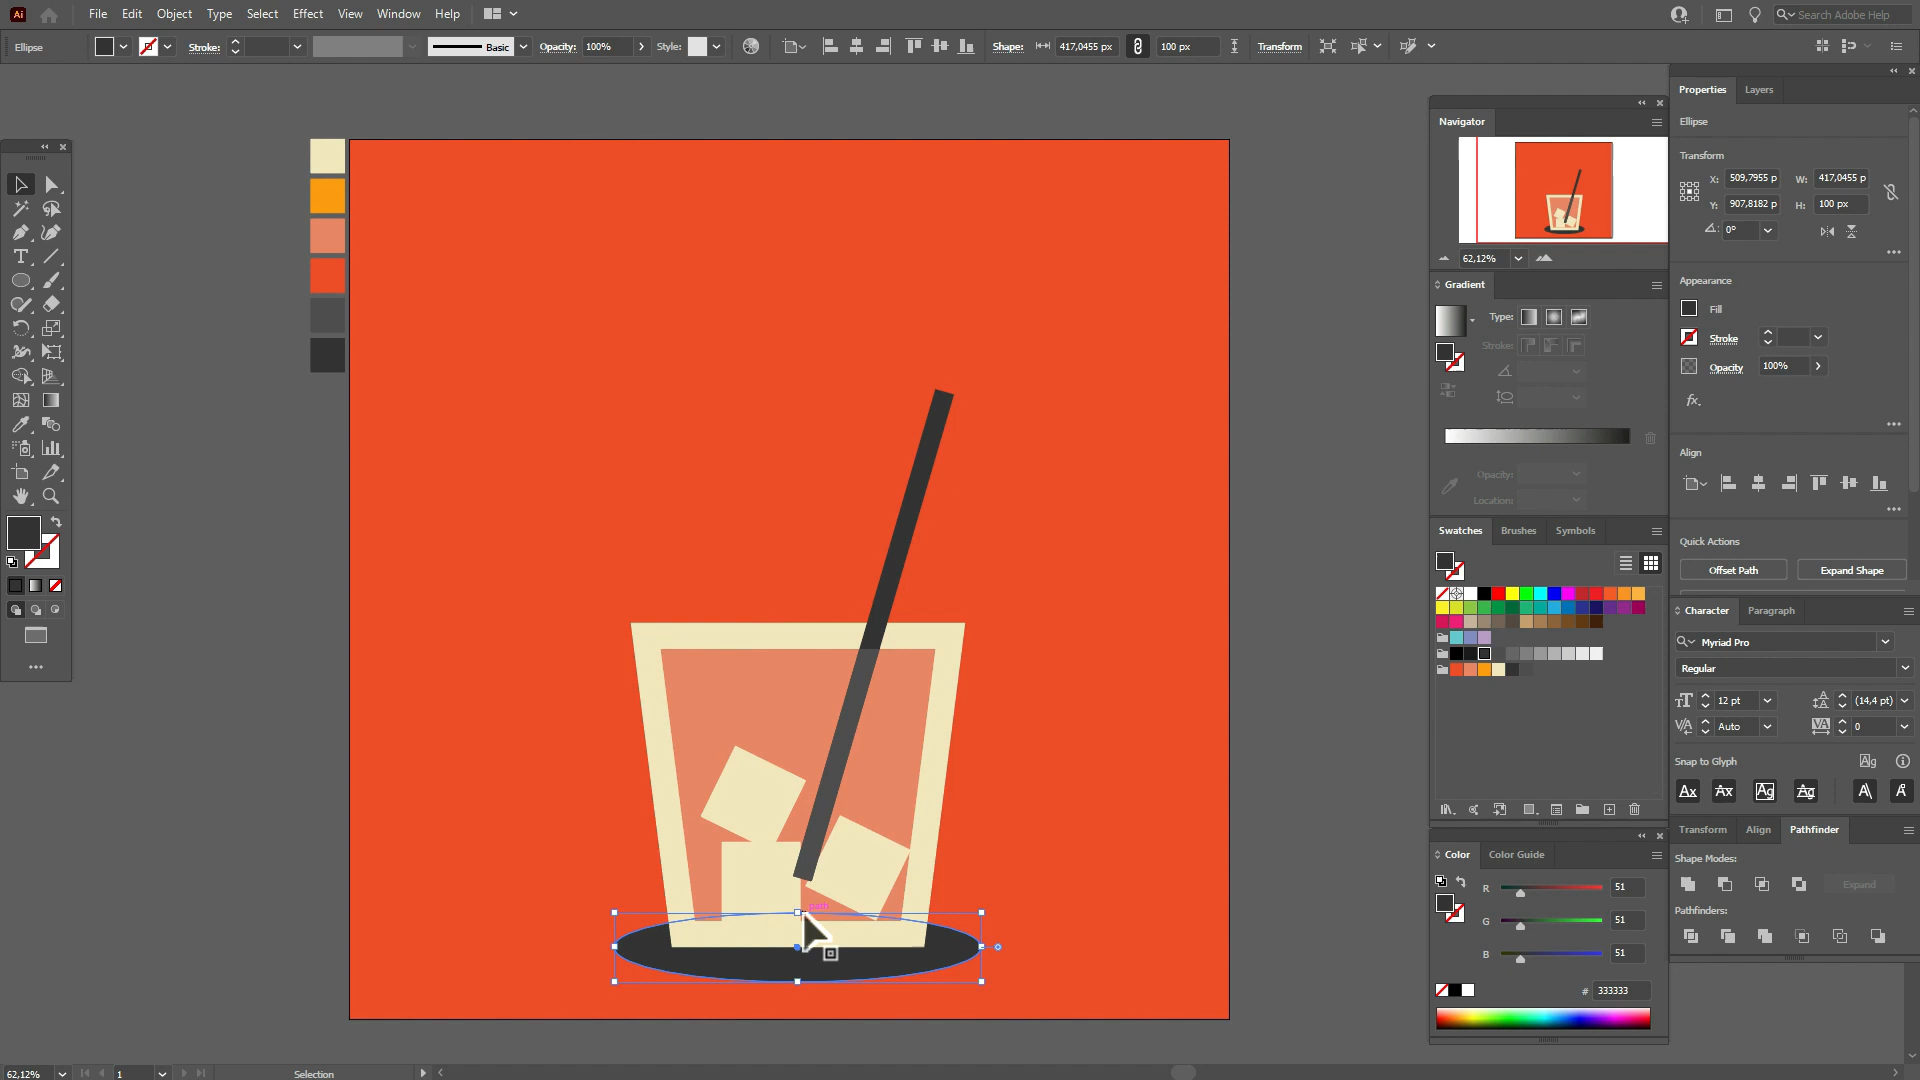 Ai File Edit Object Type Select Effect View Window Help Search Adobe Help
Ellipse Stroke: Basic Opacity: 100% Style: Shape: 417,0455 px 100 px Transform
Properties Layers
Ellipse
Transform
X: 509,7955 p W: 417,0455 p
Y: 907,8182 p H: 100 px
0°
Appearance
Fill
Stroke
Opacity 100%
fx.
Align
Quick Actions
Offset Path Expand Shape
Character Paragraph
Myriad Pro
Regular
12 pt (14,4 pt)
Auto 0
Snap to Glyph
Transform Align Pathfinder
Shape Modes:
Expand
Pathfinders:
Navigator
62,12%
Gradient
Type:
Stroke:
Opacity:
Location:
Swatches Brushes Symbols
Color Color Guide
R 51
G 51
B 51
# 333333
path
62,12% 1 Selection